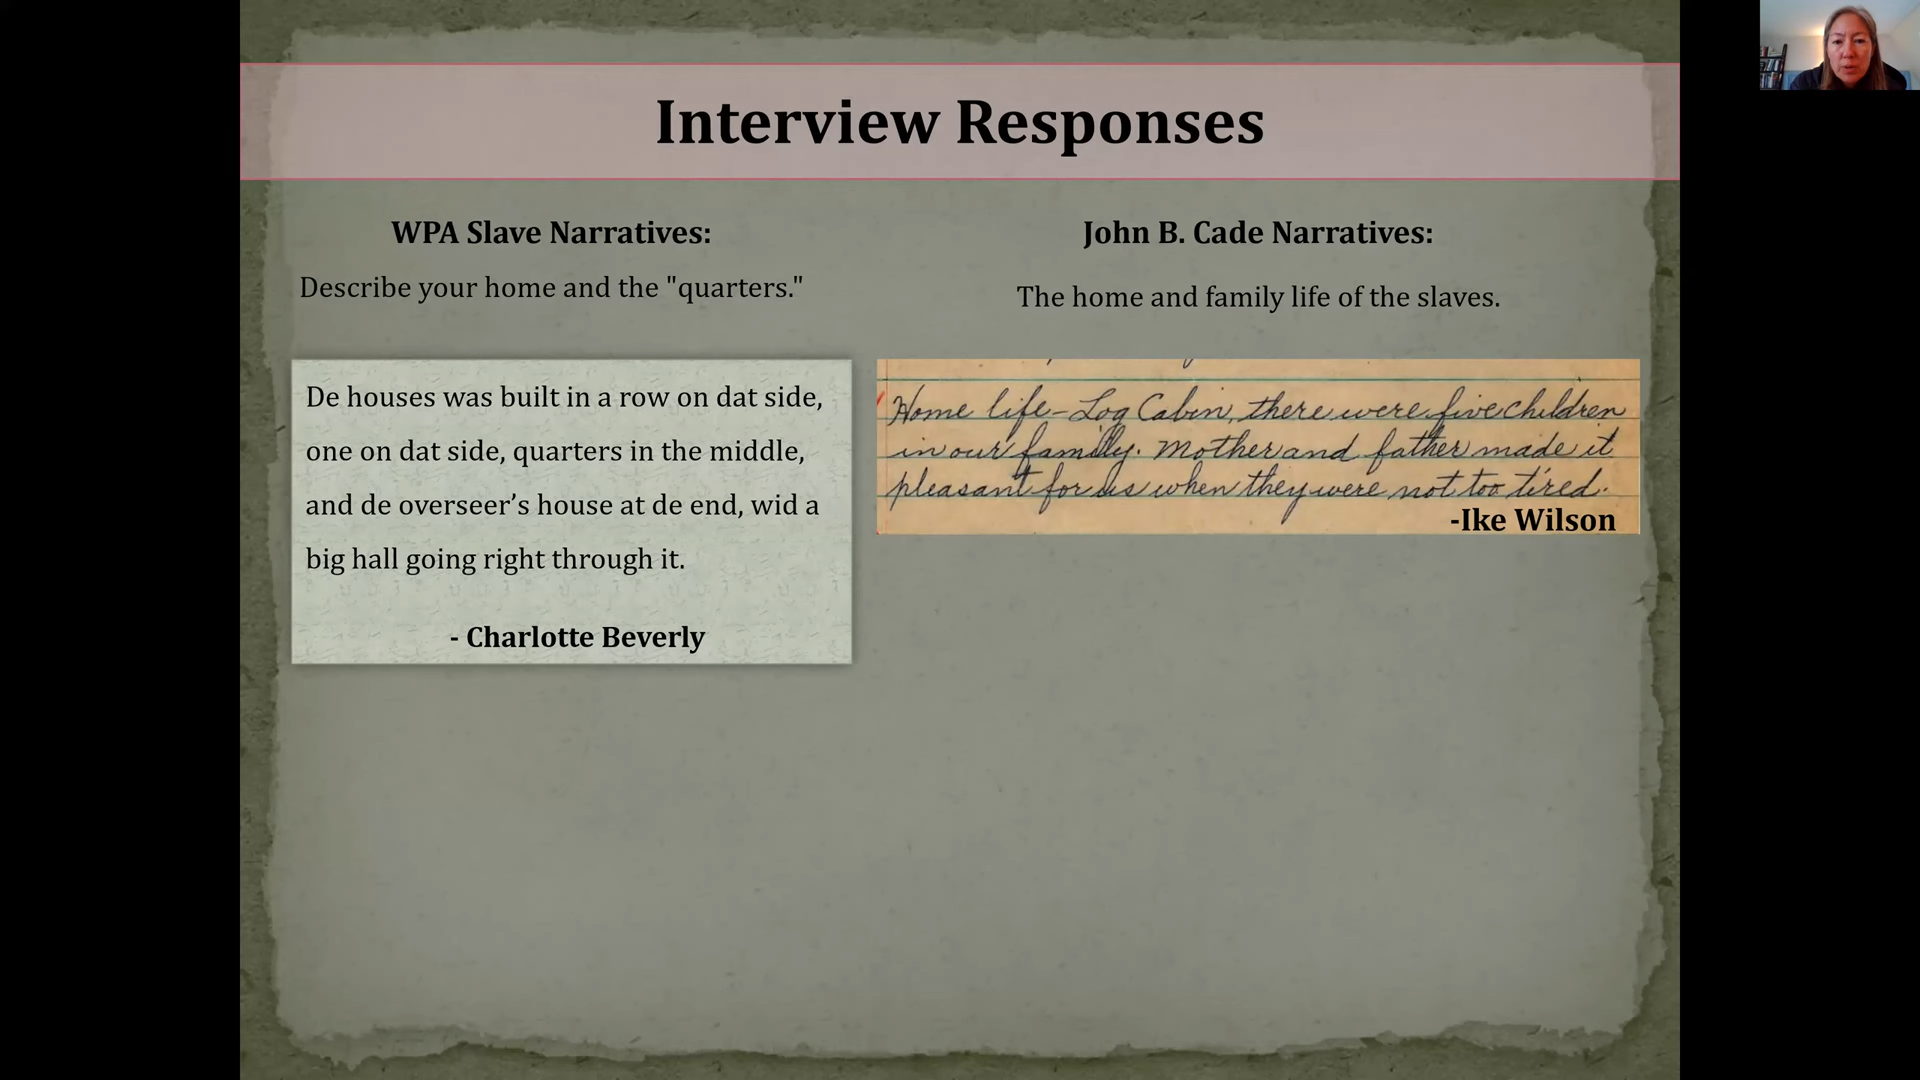 Interview Responses
WPA Slave Narratives:
Describe your home and the "quarters."
De houses was built in a row on dat side,
one on dat side, quarters in the middle,
and de overseer’s house at de end, wid a
big hall going right through it.
- Charlotte Beverly
John B. Cade Narratives:
The home and family life of the slaves.
Home life - Log Cabin, there were five children
in our family. Mother and father made it
pleasant for us when they were not too tired.
-Ike Wilson